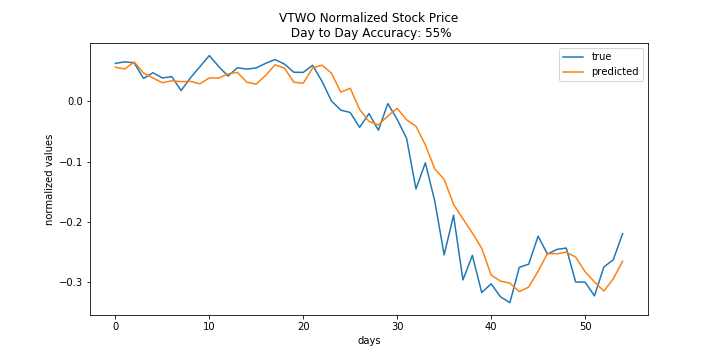 VTWO Normalized Stock Price
Day to Day Accuracy: 55%
true
predicted
normalized values
0.0
−0.1
−0.2
−0.3
0
10
20
30
40
50
days